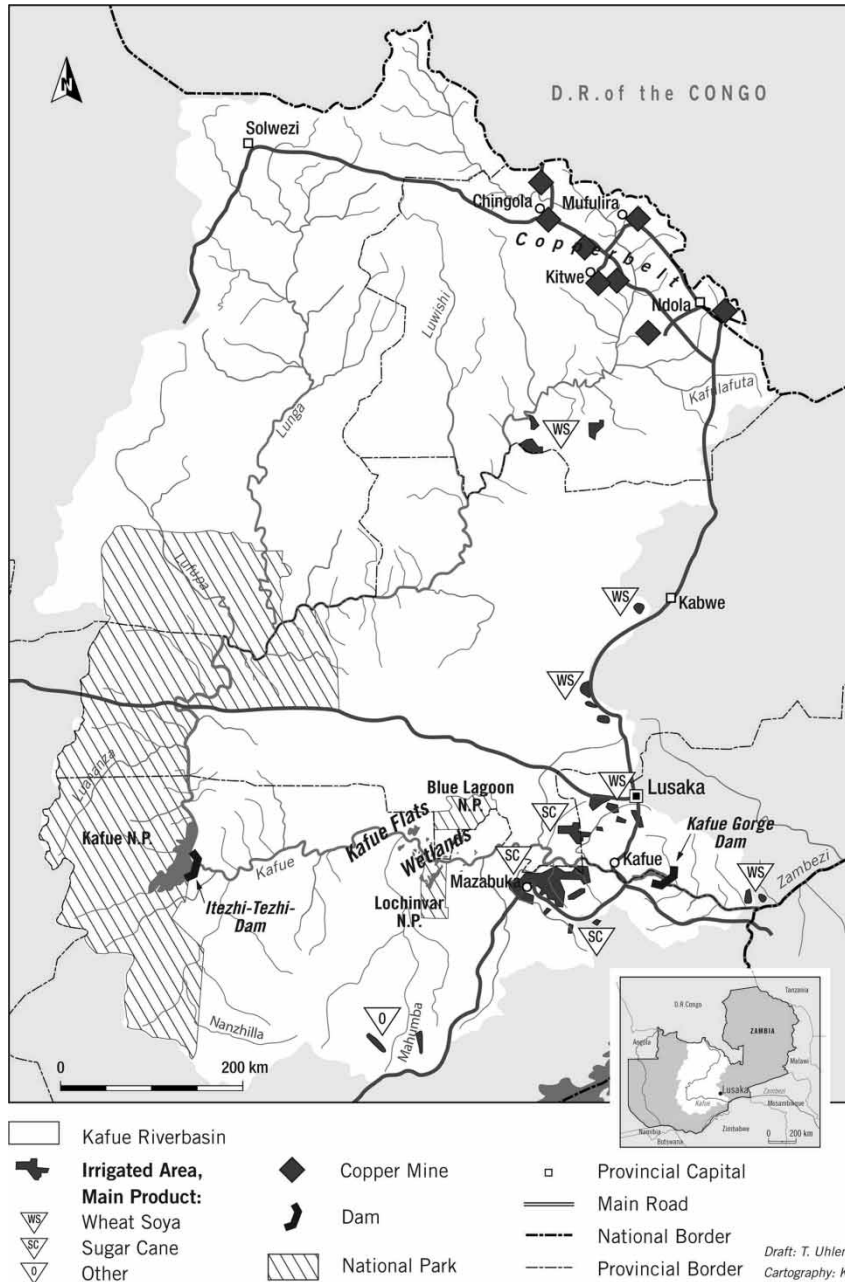 N
D.R.of the CONGO
Solwezi
Chingola
Mufulira
Copperbelt
Kitwe
Ndola
Luwishi
Kafulafuta
Lunga
WS
Lufupa
WS
Kabwe
WS
Luananza
Blue Lagoon
N.P.
WS
Lusaka
Kafue N.P.
Kafue Flats
SC
Kafue Gorge
Dam
Kafue
Wetlands
SC
Kafue
WS
Zambezi
Mazabuka
Itezhi-Tezhi-
Dam
Lochinvar
N.P.
SC
Nanzhilla
O
Mahumba
0
200 km
D.R Congo
Tanzania
ZAMBIA
Angola
Malawi
Lusaka
Kafue
Zambezi
Mosambique
Namibia
Zimbabwe
Botswana
0 200 km
Kafue Riverbasin
Irrigated Area,
Main Product:
WS Wheat Soya
SC Sugar Cane
O Other
Copper Mine
Dam
National Park
Provincial Capital
Main Road
National Border
Provincial Border
Draft: T. Uhlen
Cartography: K